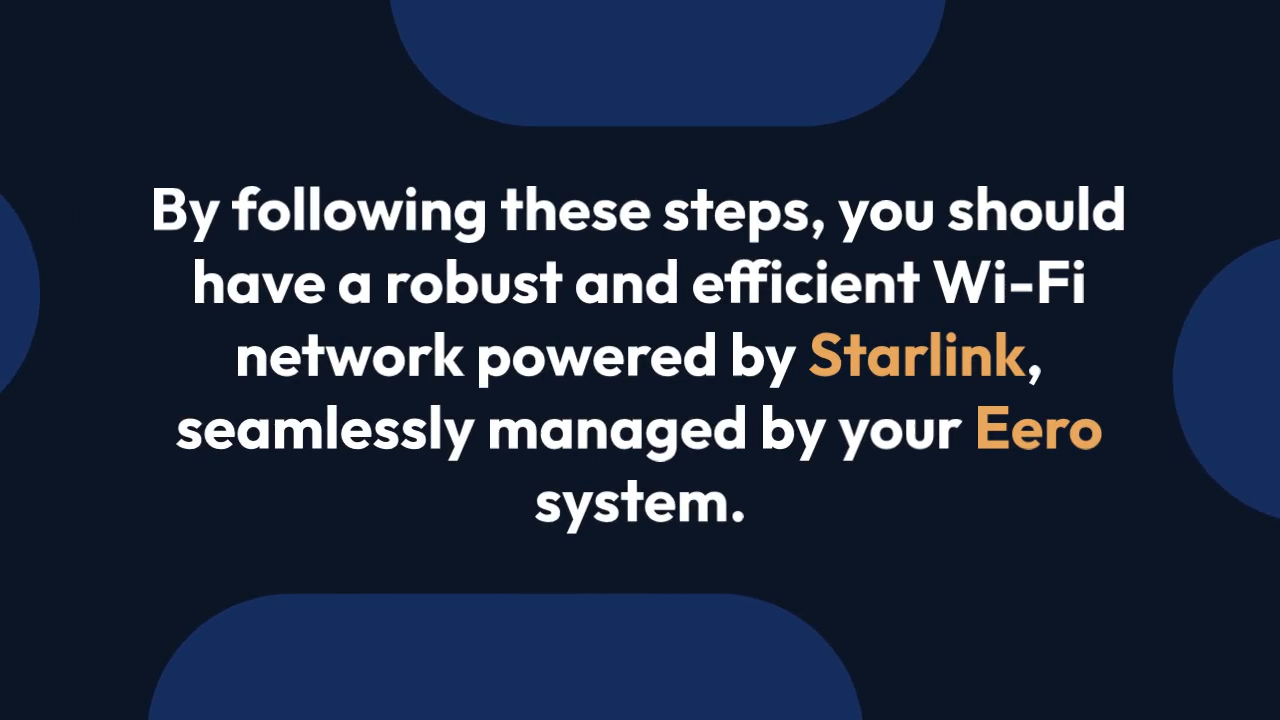 By following these steps, you should
have a robust and efficient Wi-Fi
network powered by Starlink,
seamlessly managed by your Eero
system.